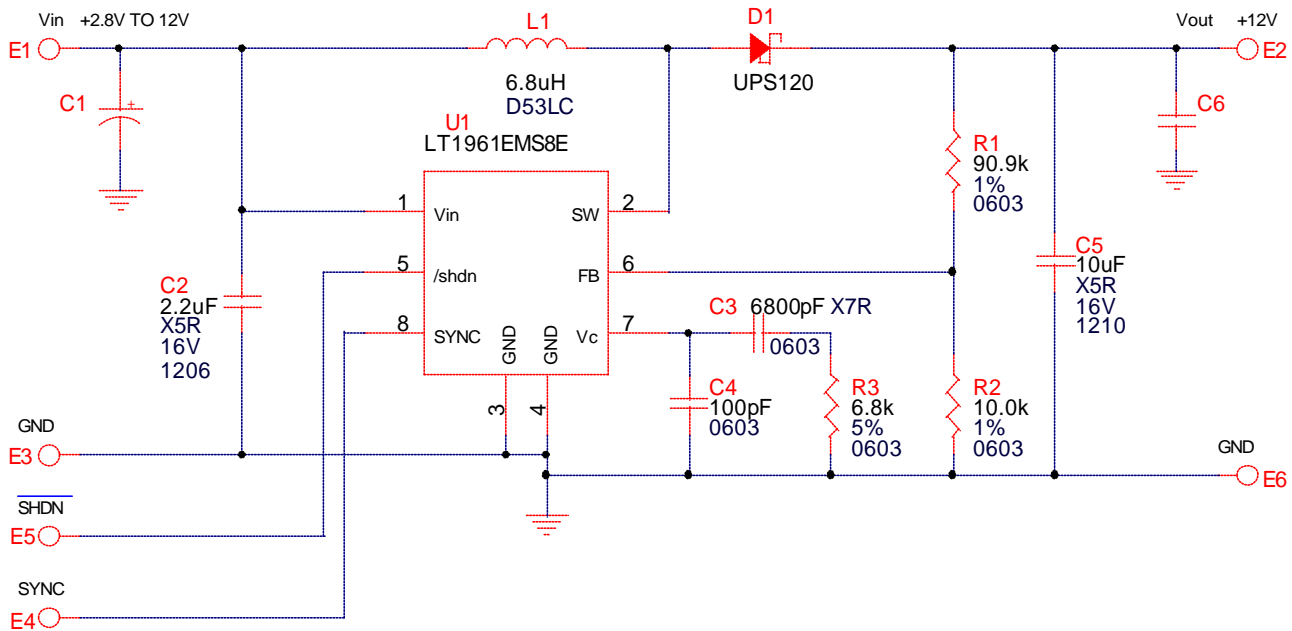 Vin +2.8V TO 12V
E1
L1
6.8uH
D53LC
D1
UPS120
Vout +12V
E2
C1
+
U1
LT1961EMS8E
1
Vin
SW
2
5
/shdn
FB
6
8
SYNC
Vc
7
GND
GND
3
4
C2
2.2uF
X5R
16V
1206
R1
90.9k
1%
0603
C6
C5
10uF
X5R
16V
1210
C3 6800pF X7R
0603
C4
100pF
0603
R3
6.8k
5%
0603
R2
10.0k
1%
0603
GND
E3
GND
E6
SHDN
E5
SYNC
E4